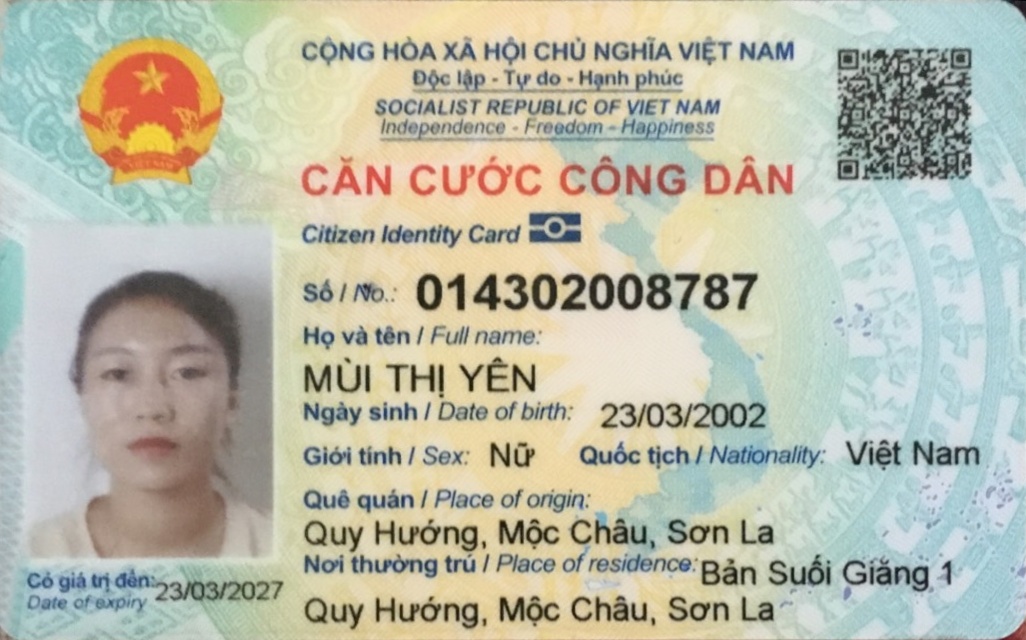 CỘNG HÒA XÃ HỘI CHỦ NGHĨA VIỆT NAM
Độc lập - Tự do - Hạnh phúc
SOCIALIST REPUBLIC OF VIET NAM
Independence - Freedom - Happiness
CĂN CƯỚC CÔNG DÂN
Citizen Identity Card
Số / No.: 014302008787
Họ và tên / Full name:
MÙI THỊ YÊN
Ngày sinh / Date of birth: 23/03/2002
Giới tính / Sex: Nữ Quốc tịch / Nationality: Việt Nam
Quê quán / Place of origin:
Quy Hướng, Mộc Châu, Sơn La
Nơi thường trú / Place of residence: Bản Suối Giăng 1
Quy Hướng, Mộc Châu, Sơn La
Có giá trị đến: 23/03/2027
Date of expiry